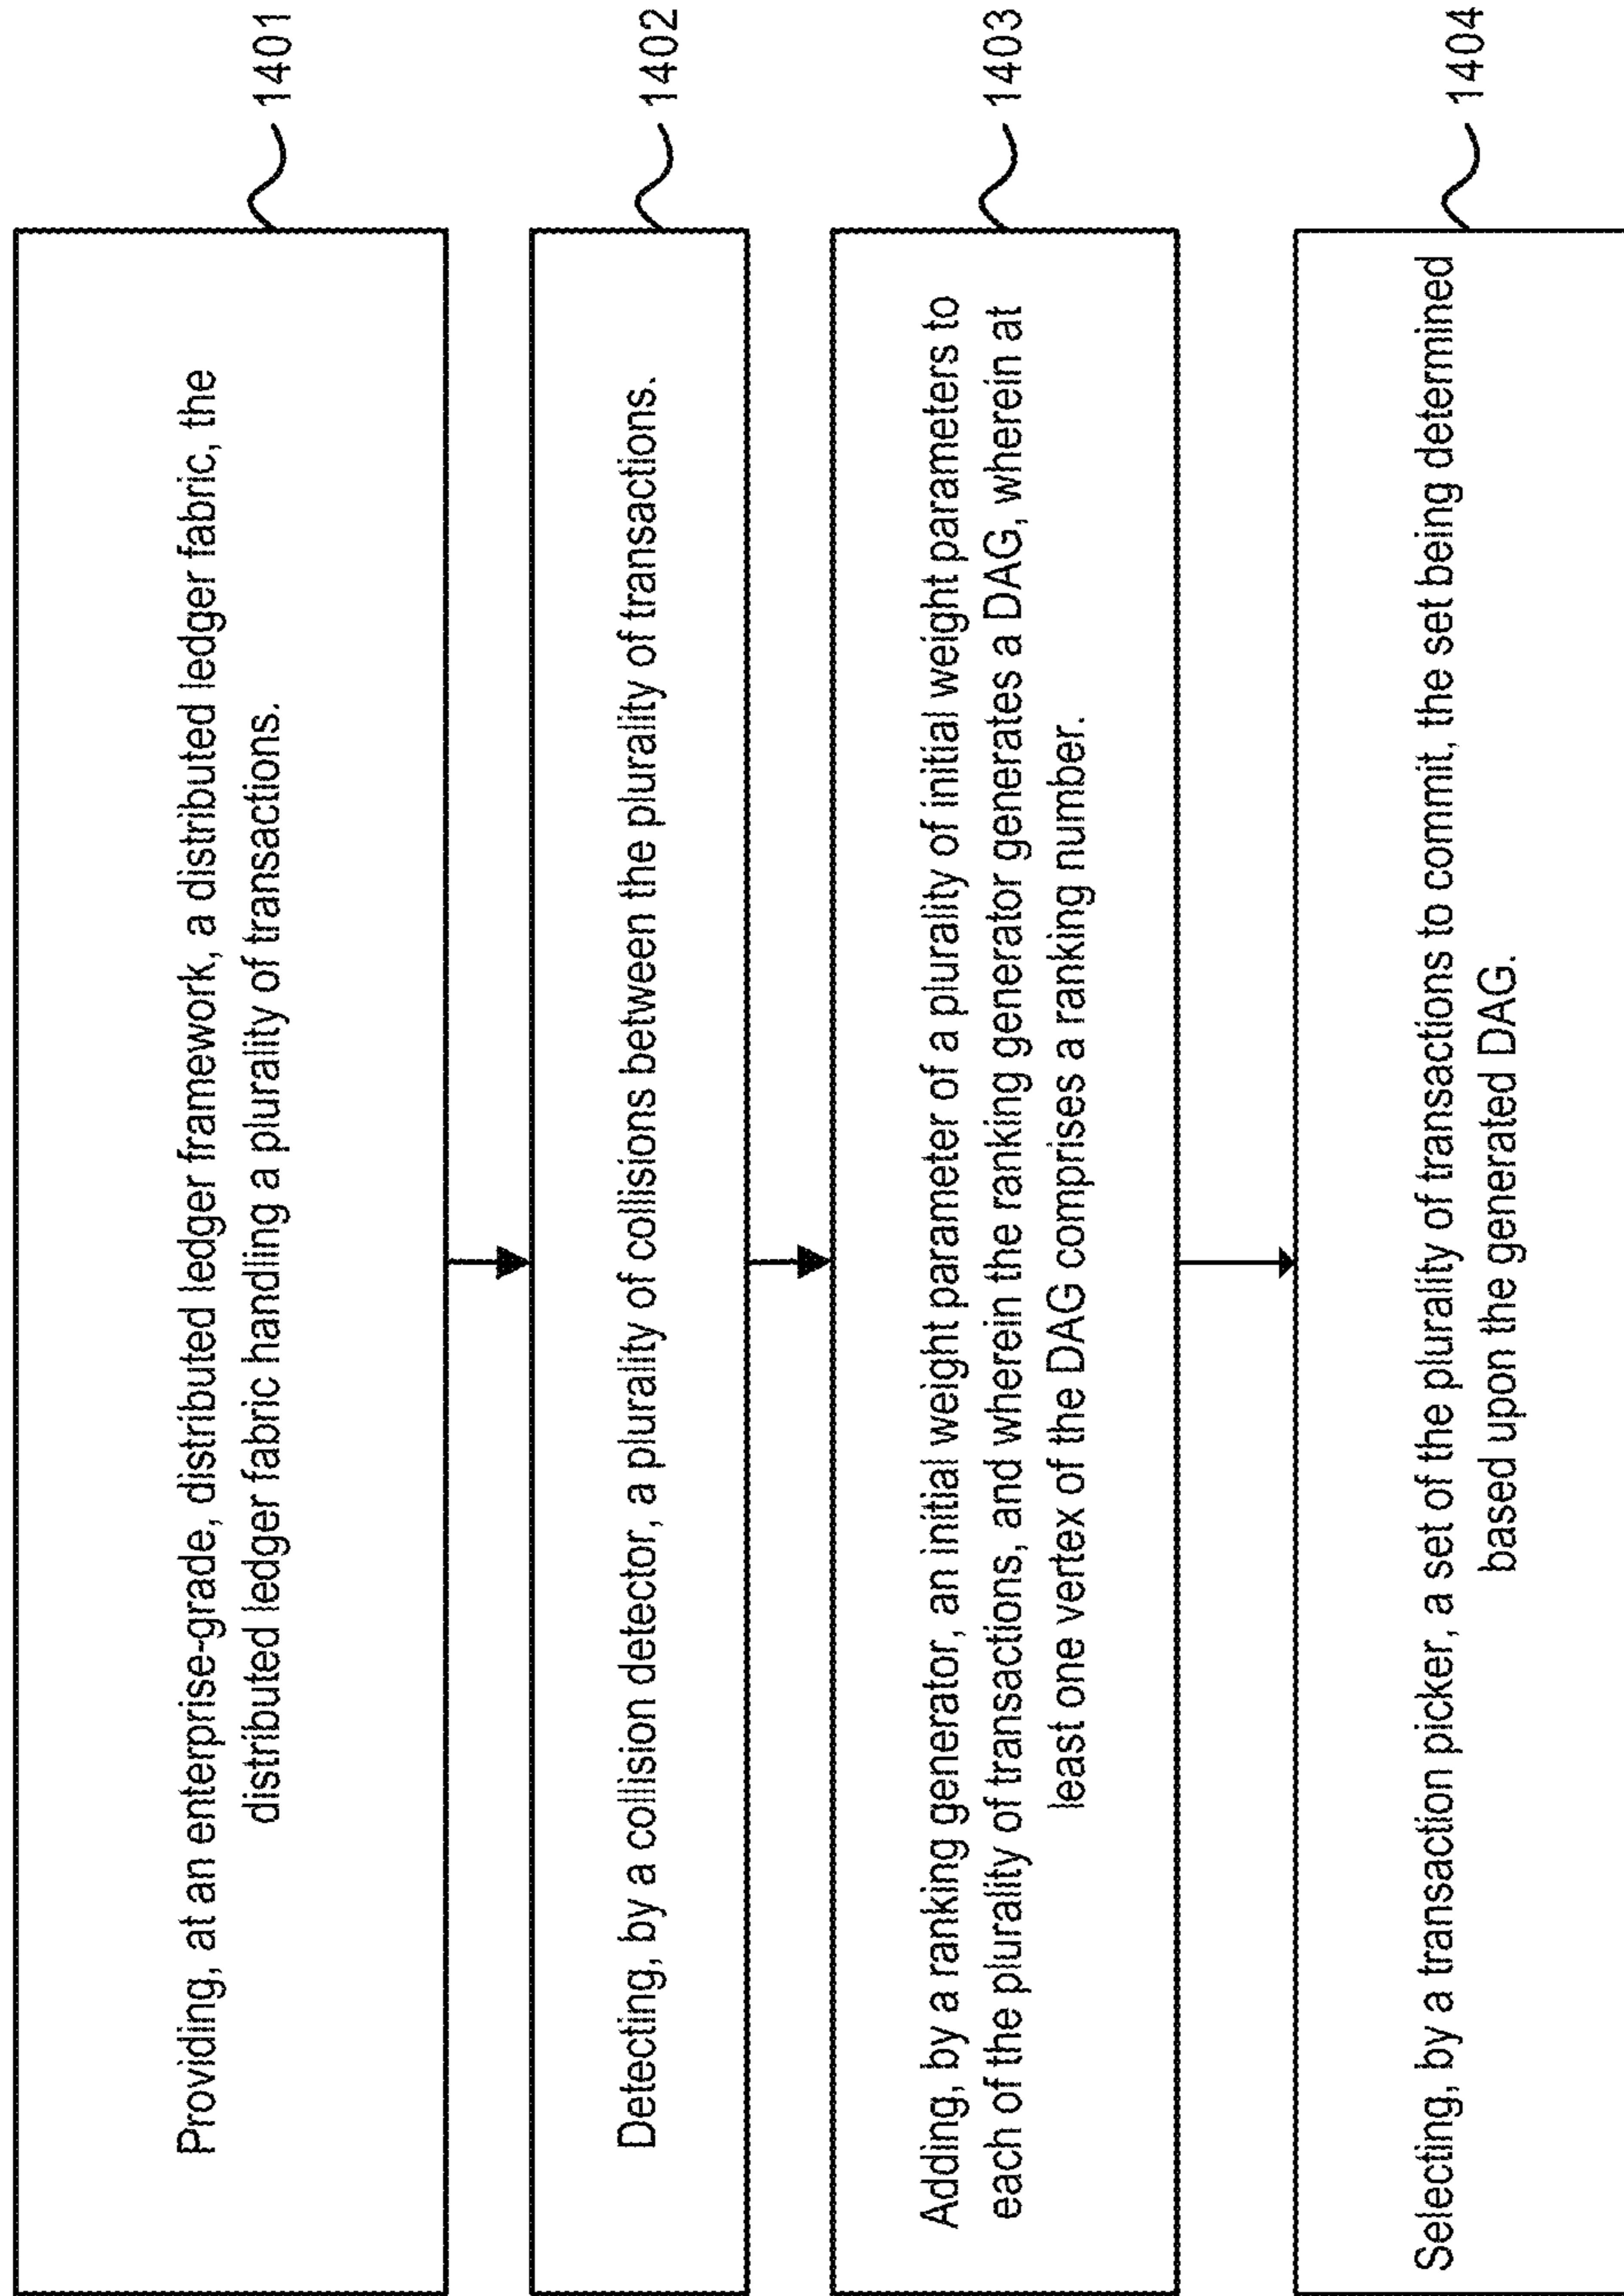 Providing, at an enterprise-grade, distributed ledger framework, a distributed ledger fabric, the
distributed ledger fabric handling a plurality of transactions.
1401
Detecting, by a collision detector, a plurality of collisions between the plurality of transactions.
1402
Adding, by a ranking generator, an initial weight parameter of a plurality of initial weight parameters to
each of the plurality of transactions, and wherein the ranking generator generates a DAG, wherein at
least one vertex of the DAG comprises a ranking number.
1403
Selecting, by a transaction picker, a set of the plurality of transactions to commit, the set being determined
based upon the generated DAG.
1404